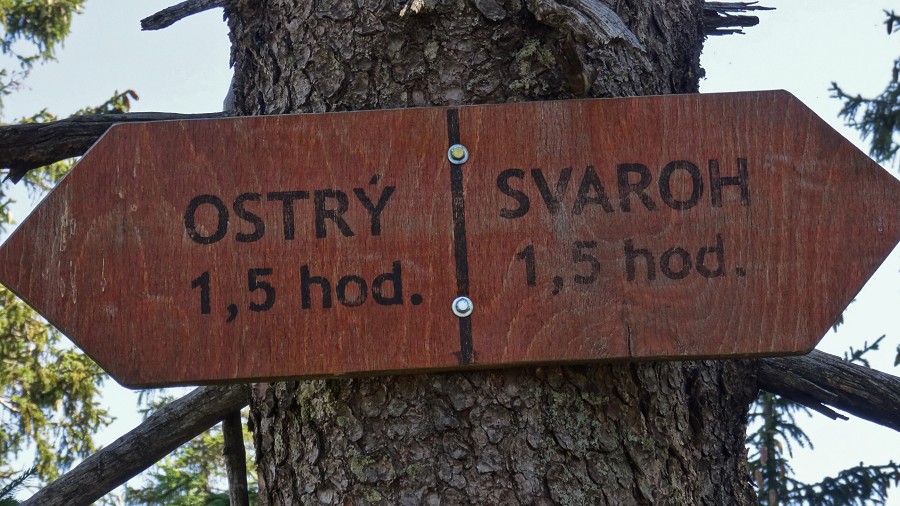 OSTRÝ
1,5 hod.
SVAROH
1,5 hod.